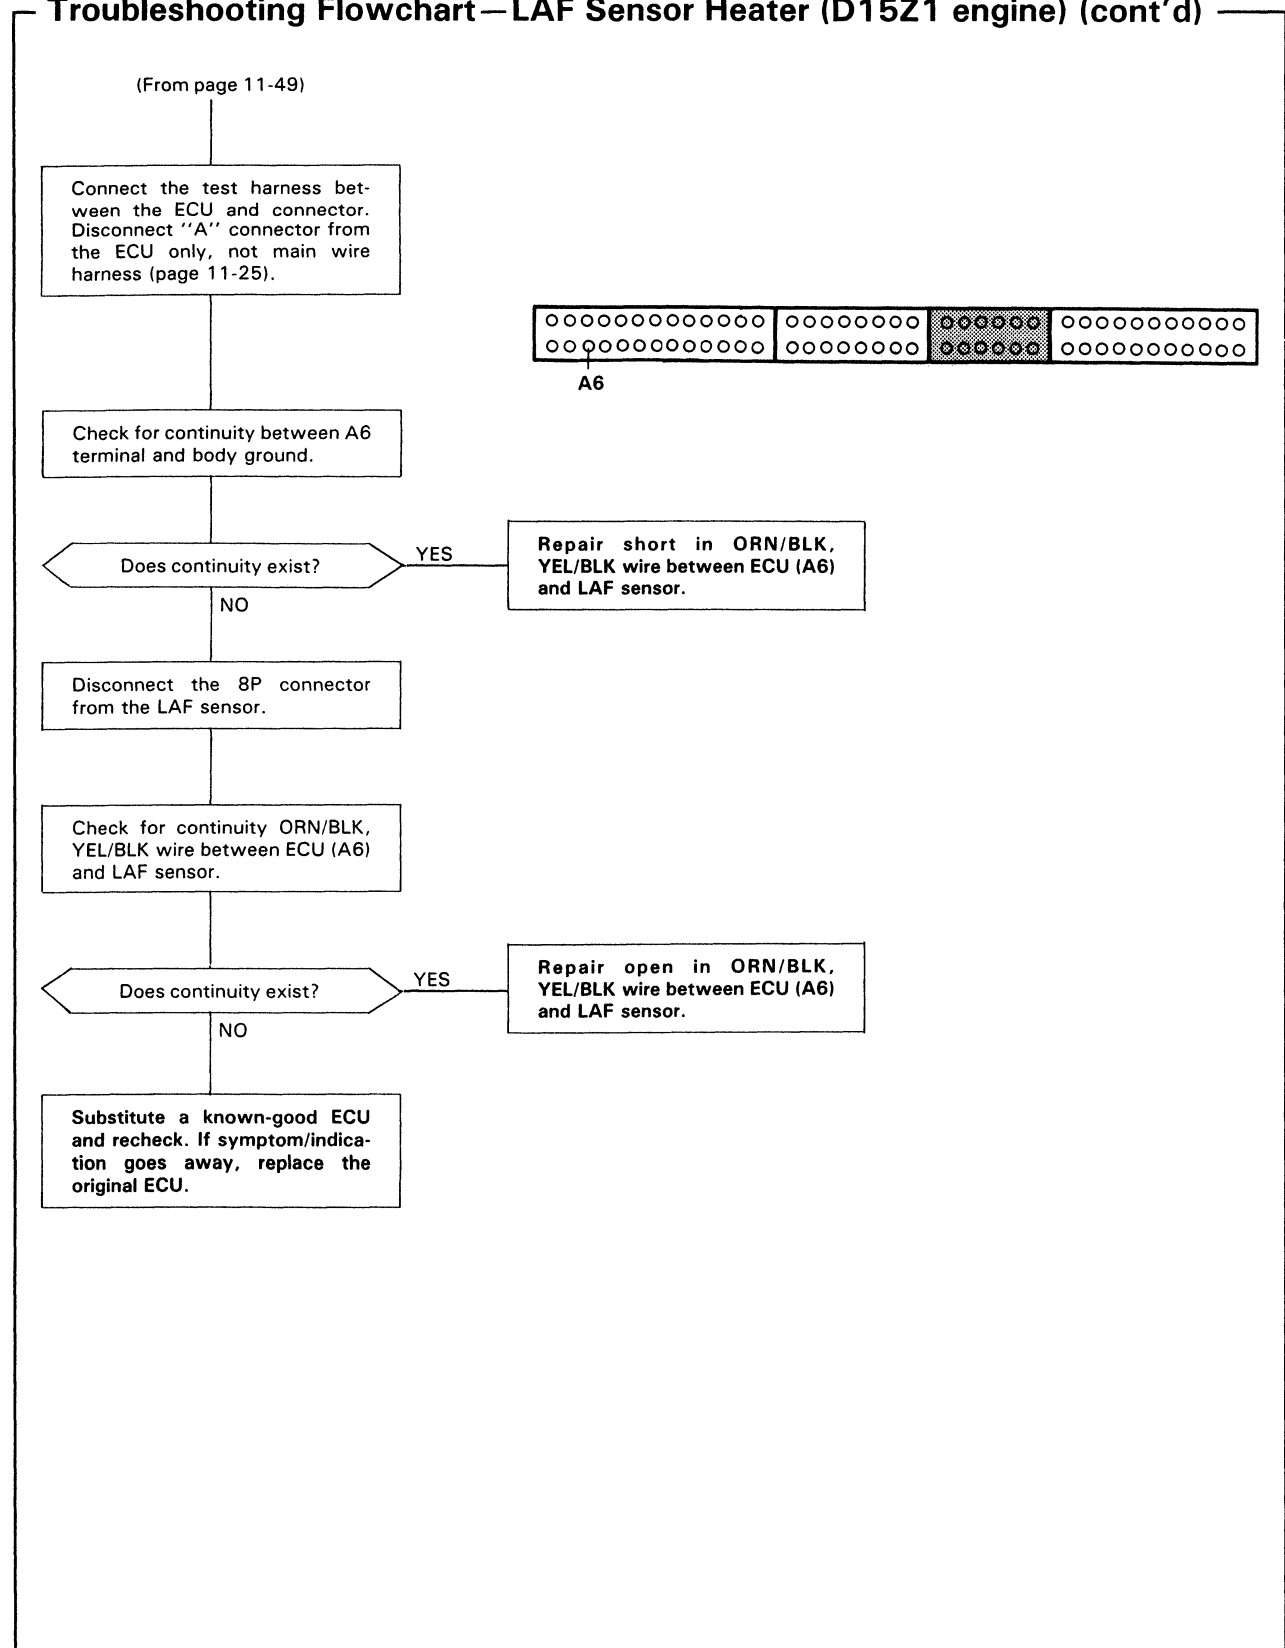 Troubleshooting Flowchart—LAF Sensor Heater (D15Z1 engine) (cont'd)
(From page 11-49)
Connect the test harness bet-
ween the ECU and connector.
Disconnect ''A'' connector from
the ECU only, not main wire
harness (page 11-25).
A6
Check for continuity between A6
terminal and body ground.
Does continuity exist?
YES
Repair short in ORN/BLK,
YEL/BLK wire between ECU (A6)
and LAF sensor.
NO
Disconnect the 8P connector
from the LAF sensor.
Check for continuity ORN/BLK,
YEL/BLK wire between ECU (A6)
and LAF sensor.
Does continuity exist?
YES
Repair open in ORN/BLK,
YEL/BLK wire between ECU (A6)
and LAF sensor.
NO
Substitute a known-good ECU
and recheck. If symptom/indica-
tion goes away, replace the
original ECU.